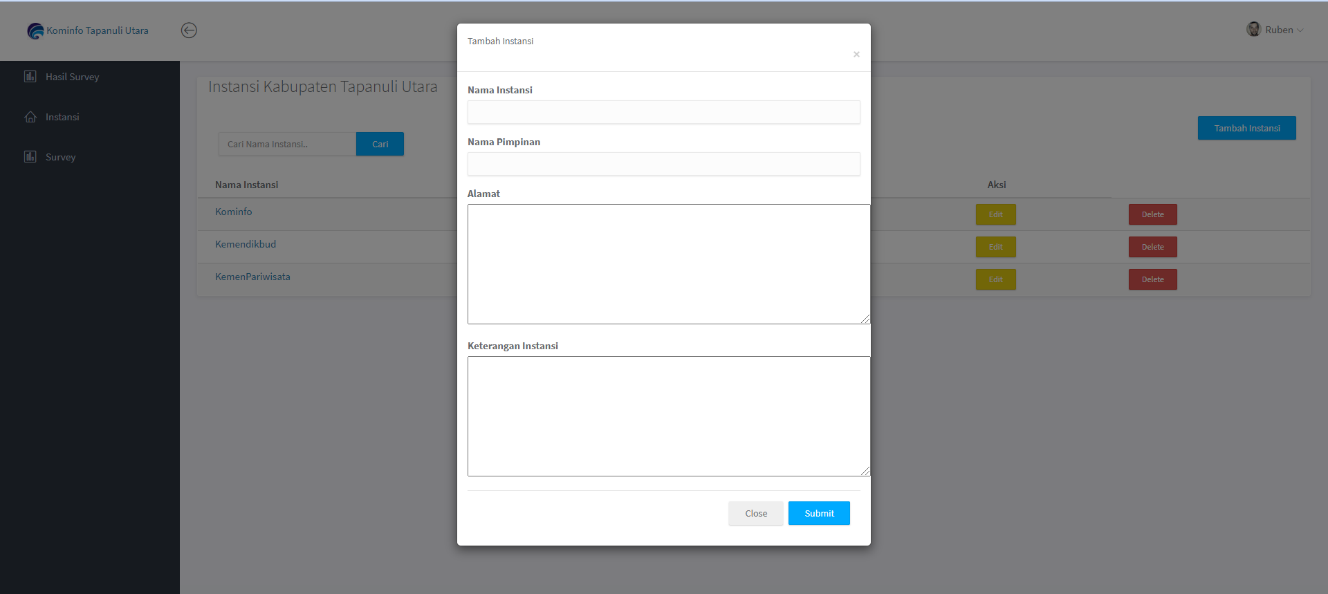 Kominfo Tapanuli Utara
Ruben
Hasil Survey
Instansi
Survey
Instansi Kabupaten Tapanuli Utara
Cari Nama Instansi..
Cari
Tambah Instansi
Nama Instansi
Aksi
Kominfo
Edit
Delete
Kemendikbud
Edit
Delete
KemenPariwisata
Edit
Delete
Tambah Instansi
×
Nama Instansi
Nama Pimpinan
Alamat
Keterangan Instansi
Close
Submit